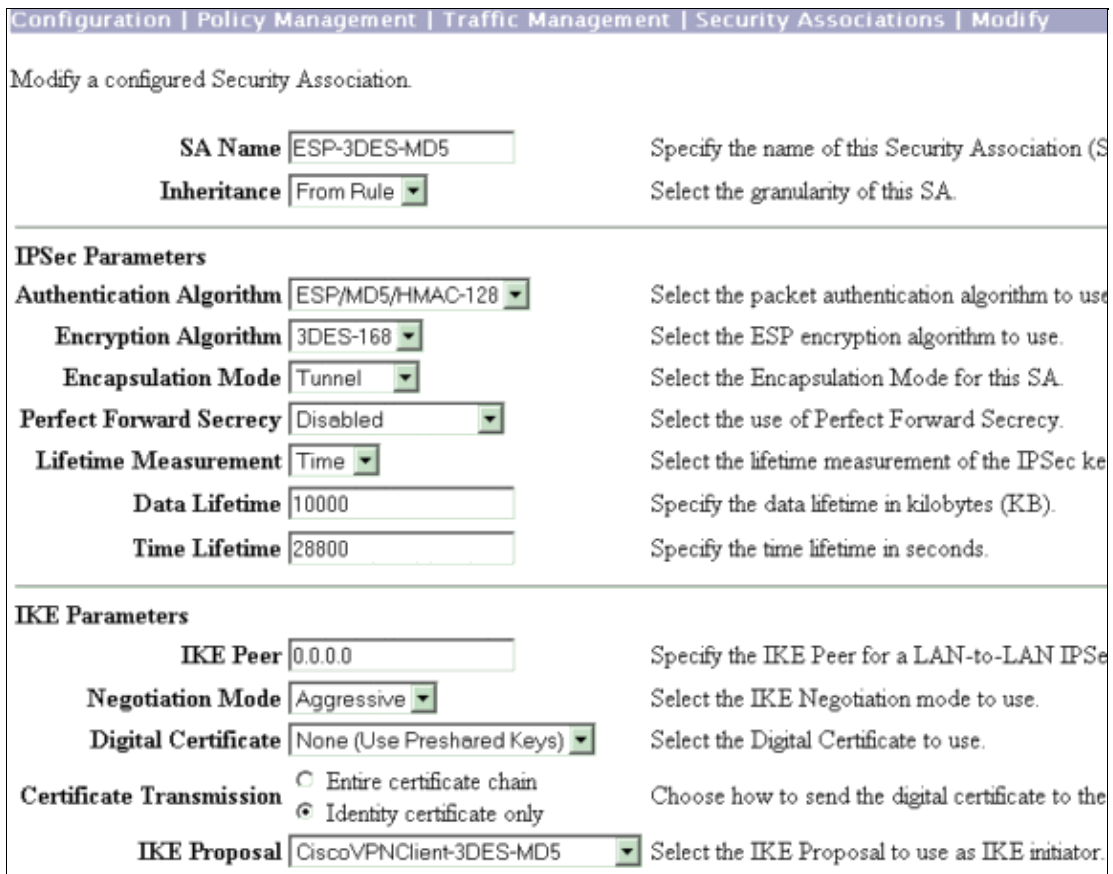 Configuration | Policy Management | Traffic Management | Security Associations | Modify
Modify a configured Security Association.
SA Name ESP-3DES-MD5 Specify the name of this Security Association (S
Inheritance From Rule Select the granularity of this SA.
IPSec Parameters
Authentication Algorithm ESP/MD5/HMAC-128 Select the packet authentication algorithm to use
Encryption Algorithm 3DES-168 Select the ESP encryption algorithm to use.
Encapsulation Mode Tunnel Select the Encapsulation Mode for this SA.
Perfect Forward Secrecy Disabled Select the use of Perfect Forward Secrecy.
Lifetime Measurement Time Select the lifetime measurement of the IPSec ke
Data Lifetime 10000 Specify the data lifetime in kilobytes (KB).
Time Lifetime 28800 Specify the time lifetime in seconds.
IKE Parameters
IKE Peer 0.0.0.0 Specify the IKE Peer for a LAN-to-LAN IPSe
Negotiation Mode Aggressive Select the IKE Negotiation mode to use.
Digital Certificate None (Use Preshared Keys) Select the Digital Certificate to use.
Entire certificate chain
Certificate Transmission Choose how to send the digital certificate to the
Identity certificate only
IKE Proposal CiscoVPNClient-3DES-MD5 Select the IKE Proposal to use as IKE initiator.